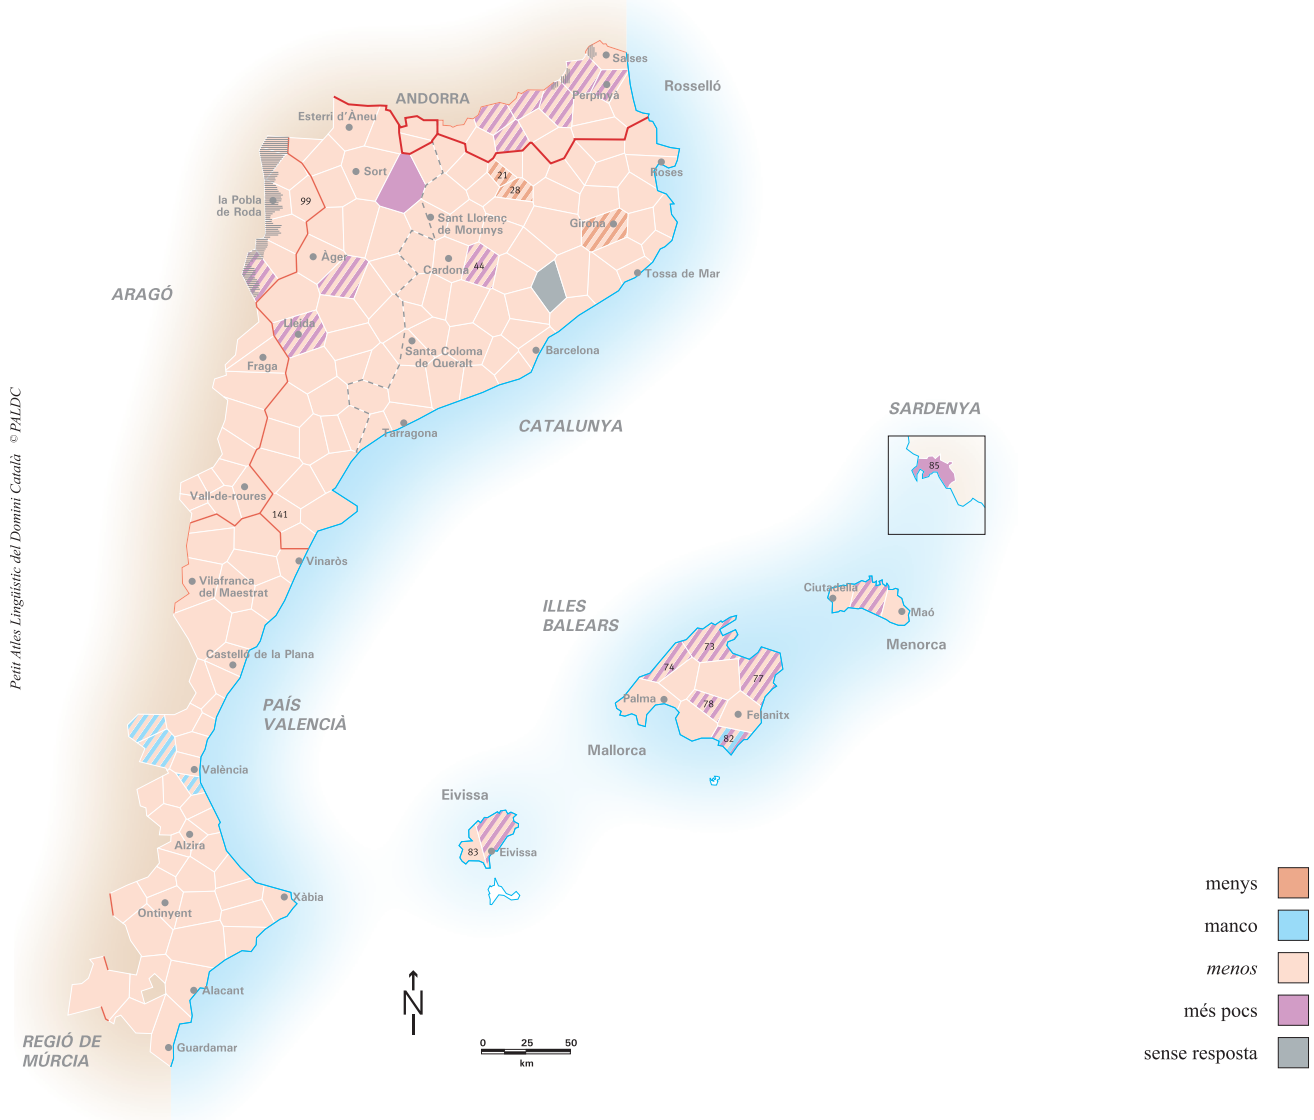 Petit Atles Lingüístic del Domini Català © PALDC
Salses
Rosselló
Perpinyà
ANDORRA
Esterri d'Àneu
Sort
Roses
21
28
la Pobla
de Roda
99
Sant Llorenç
de Morunys
Girona
Àger
Cardona
44
Tossa de Mar
ARAGÓ
Lleida
Fraga
Santa Coloma
de Queralt
Barcelona
Tarragona
CATALUNYA
SARDENYA
85
Vall-de-roures
141
Vinaròs
Vilafranca
del Maestrat
ILLES
BALEARS
Ciutadella
Maó
Menorca
Castelló de la Plana
73
74
77
Palma
78
Felanitx
82
Mallorca
PAÍS
VALENCIÀ
València
Eivissa
83
Eivissa
Alzira
Xàbia
Ontinyent
Alacant
REGIÓ DE
MÚRCIA
Guardamar
N
0 25 50
km
menys
manco
menos
més pocs
sense resposta